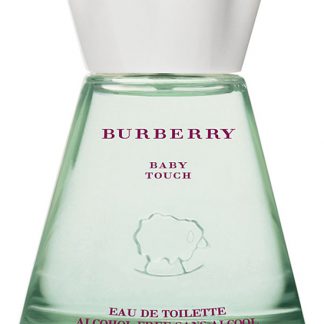 BURBERRY
BABY
TOUCH
EAU DE TOILETTE
ALCOHOL FREE SANS ALCOOL